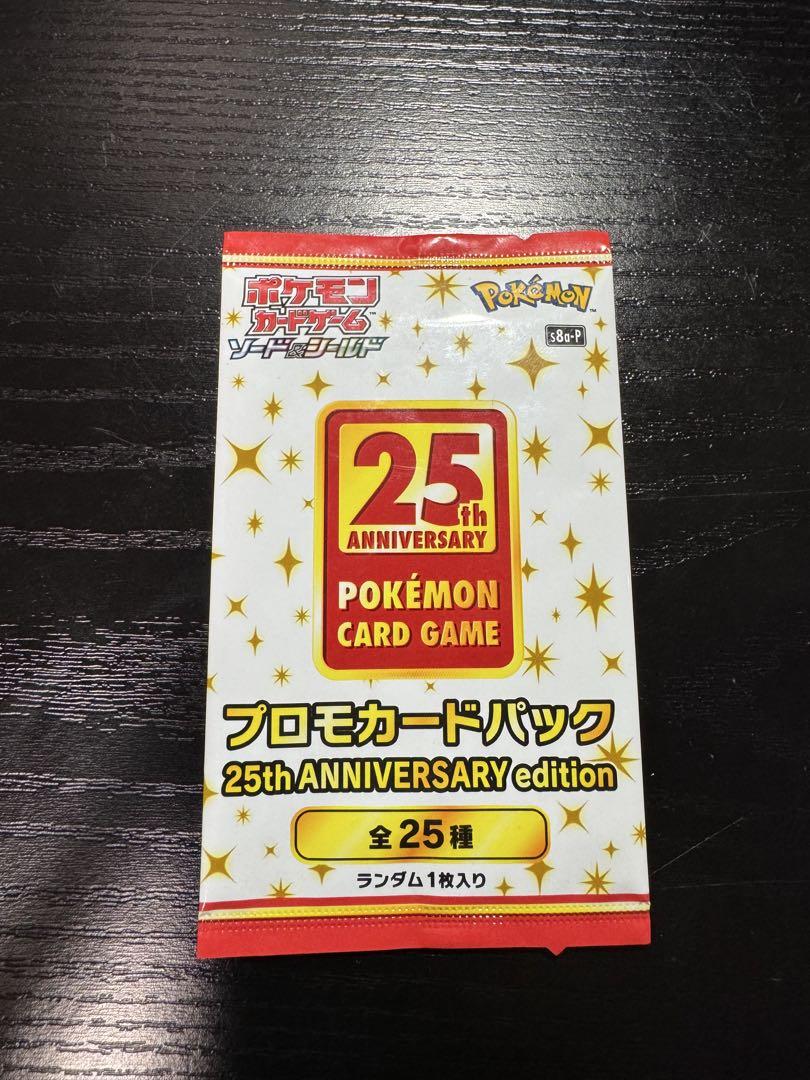 ポケモン
カードゲーム
ソード&シールド
POKéMON
s8a-P
25th
ANNIVERSARY
POKÉMON
CARD GAME
プロモカードパック
25th ANNIVERSARY edition
全25種
ランダム1枚入り